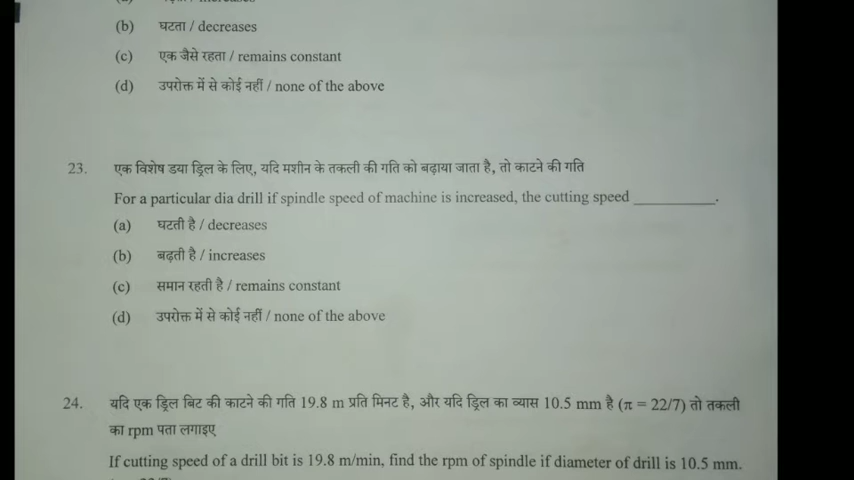 (b) घटता / decreases
(c) एक जैसे रहता / remains constant
(d) उपरोक्त में से कोई नहीं / none of the above
23. एक विशेष डया ड्रिल के लिए, यदि मशीन के तकली की गति को बढ़ाया जाता है, तो काटने की गति
For a particular dia drill if spindle speed of machine is increased, the cutting speed __________.
(a) घटती है / decreases
(b) बढ़ती है / increases
(c) समान रहती है / remains constant
(d) उपरोक्त में से कोई नहीं / none of the above
24. यदि एक ड्रिल बिट की काटने की गति 19.8 m प्रति मिनट है, और यदि ड्रिल का व्यास 10.5 mm है (π = 22/7) तो तकली
का rpm पता लगाइए
If cutting speed of a drill bit is 19.8 m/min, find the rpm of spindle if diameter of drill is 10.5 mm.